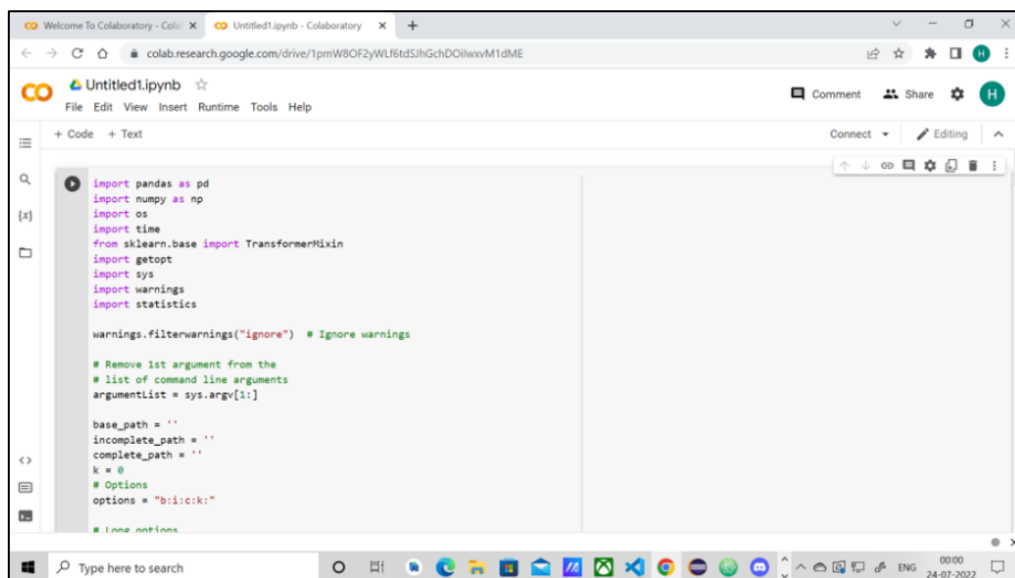 Welcome To Colaboratory - Cola
Untitled1.ipynb - Colaboratory
colab.research.google.com/drive/1pmW8OF2yWLf6tdSJhGchDOiIwxvM1dME
H
CO
Untitled1.ipynb
File Edit View Insert Runtime Tools Help
Comment
Share
H
+ Code + Text
Connect
Editing
{x}
import pandas as pd
import numpy as np
import os
import time
from sklearn.base import TransformerMixin
import getopt
import sys
import warnings
import statistics
warnings.filterwarnings("ignore")  # Ignore warnings
# Remove 1st argument from the
# list of command line arguments
argumentList = sys.argv[1:]
base_path = ''
incomplete_path = ''
complete_path = ''
k = 0
# Options
options = "b:i:c:k:"
# Long options
Type here to search
ENG
00:00
24-07-2022